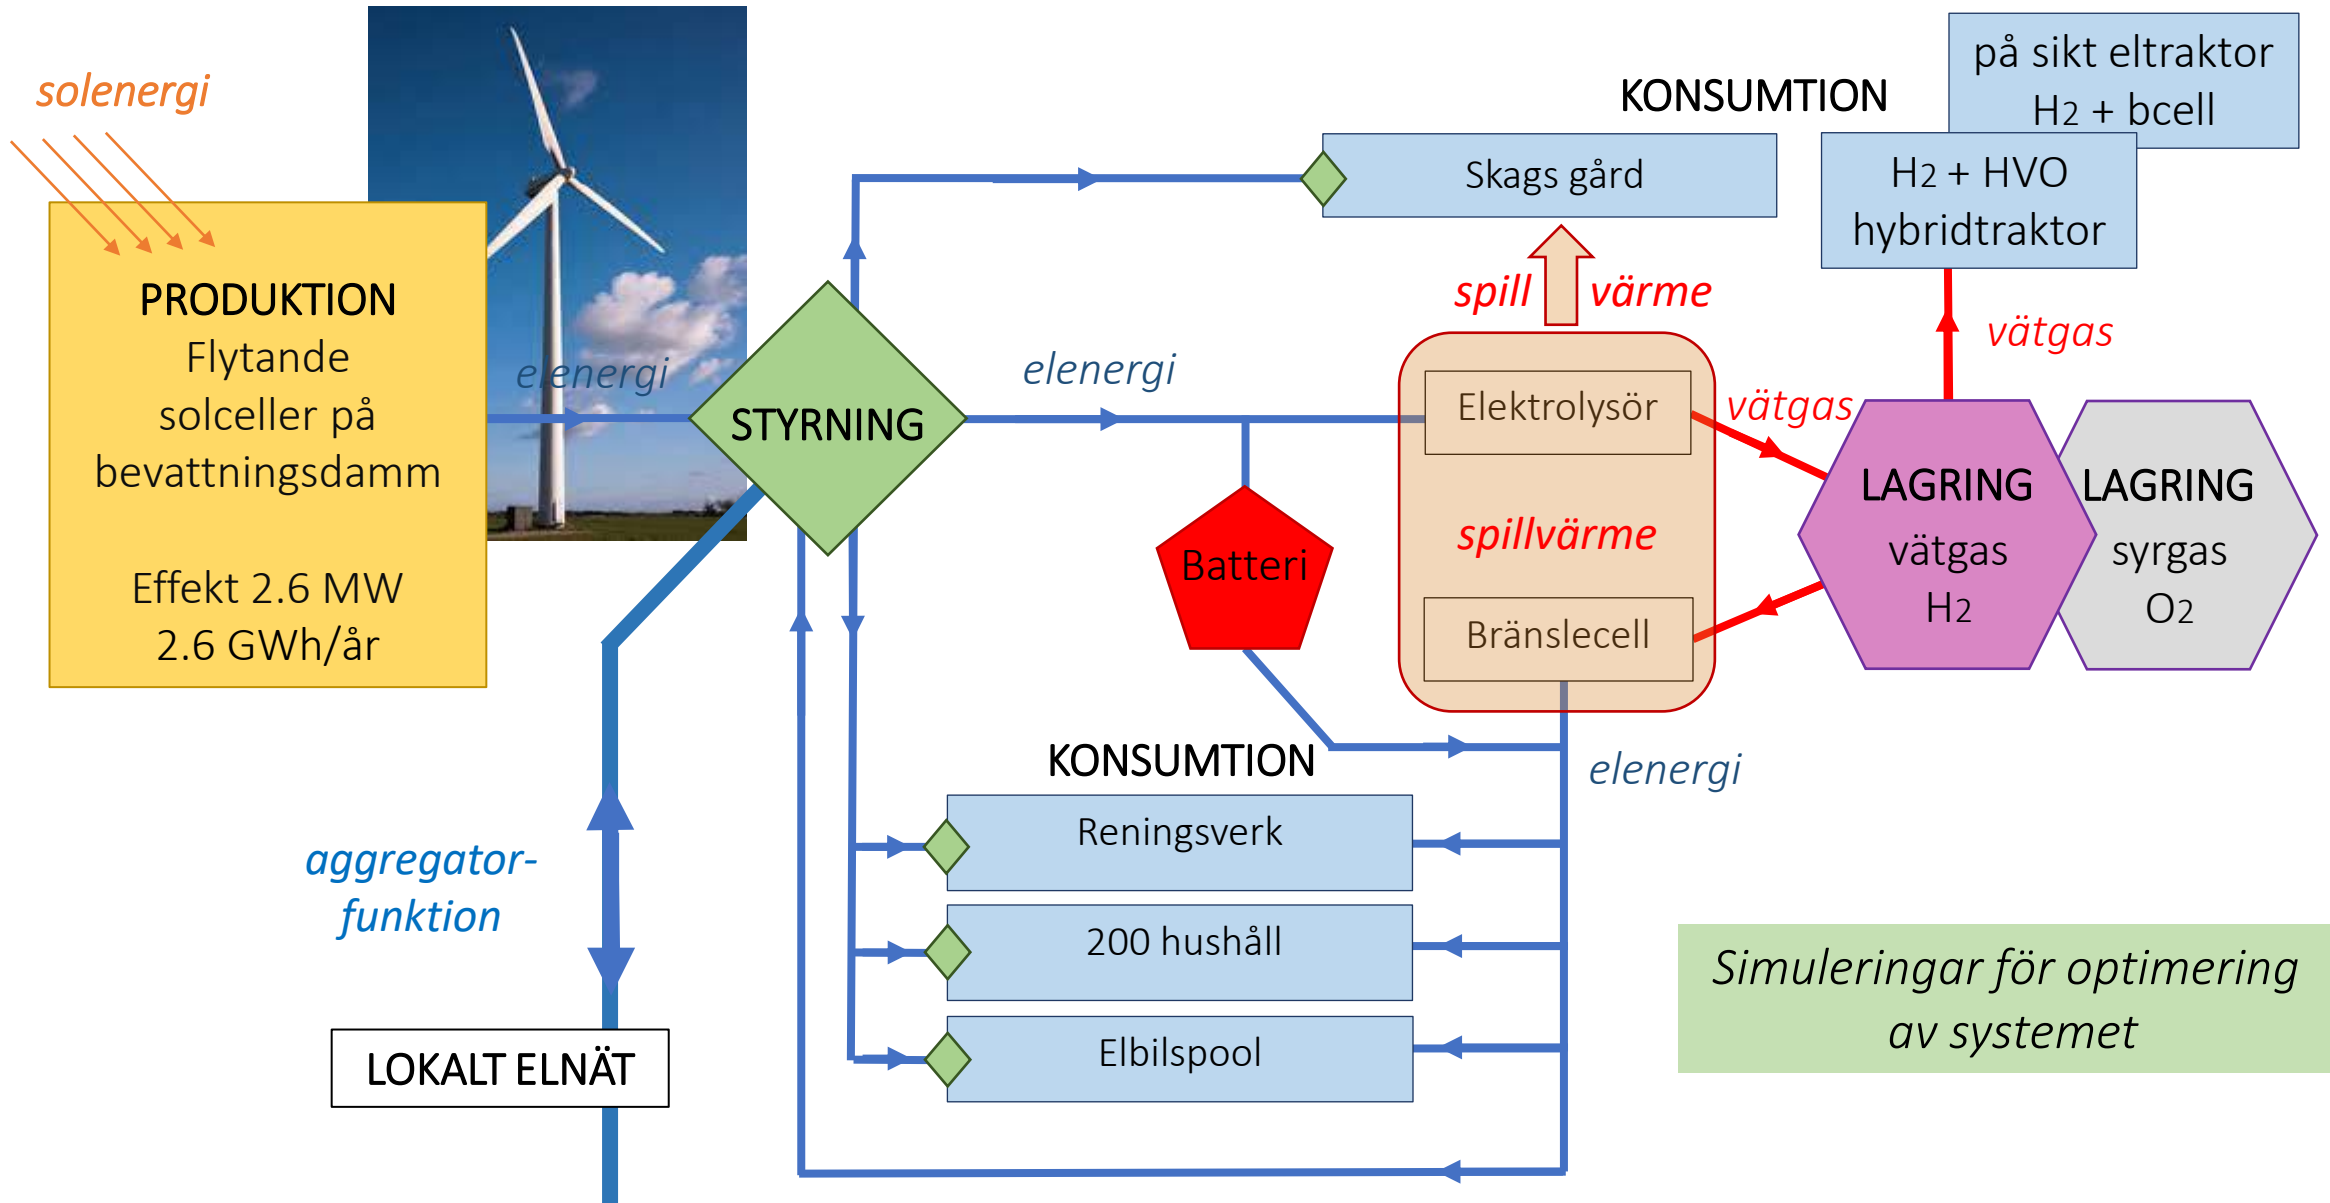 solenergi
PRODUKTION
Flytande
solceller på
bevattningsdamm
Effekt 2.6 MW
2.6 GWh/år
elenergi
STYRNING
elenergi
aggregator-
funktion
LOKALT ELNÄT
KONSUMTION
på sikt eltraktor
H2 + bcell
H2 + HVO
hybridtraktor
Skags gård
spill värme
vätgas
Elektrolysör
vätgas
spillvärme
Bränslecell
Batteri
LAGRING
vätgas
H2
LAGRING
syrgas
O2
KONSUMTION
elenergi
Reningsverk
200 hushåll
Elbilspool
Simuleringar för optimering
av systemet